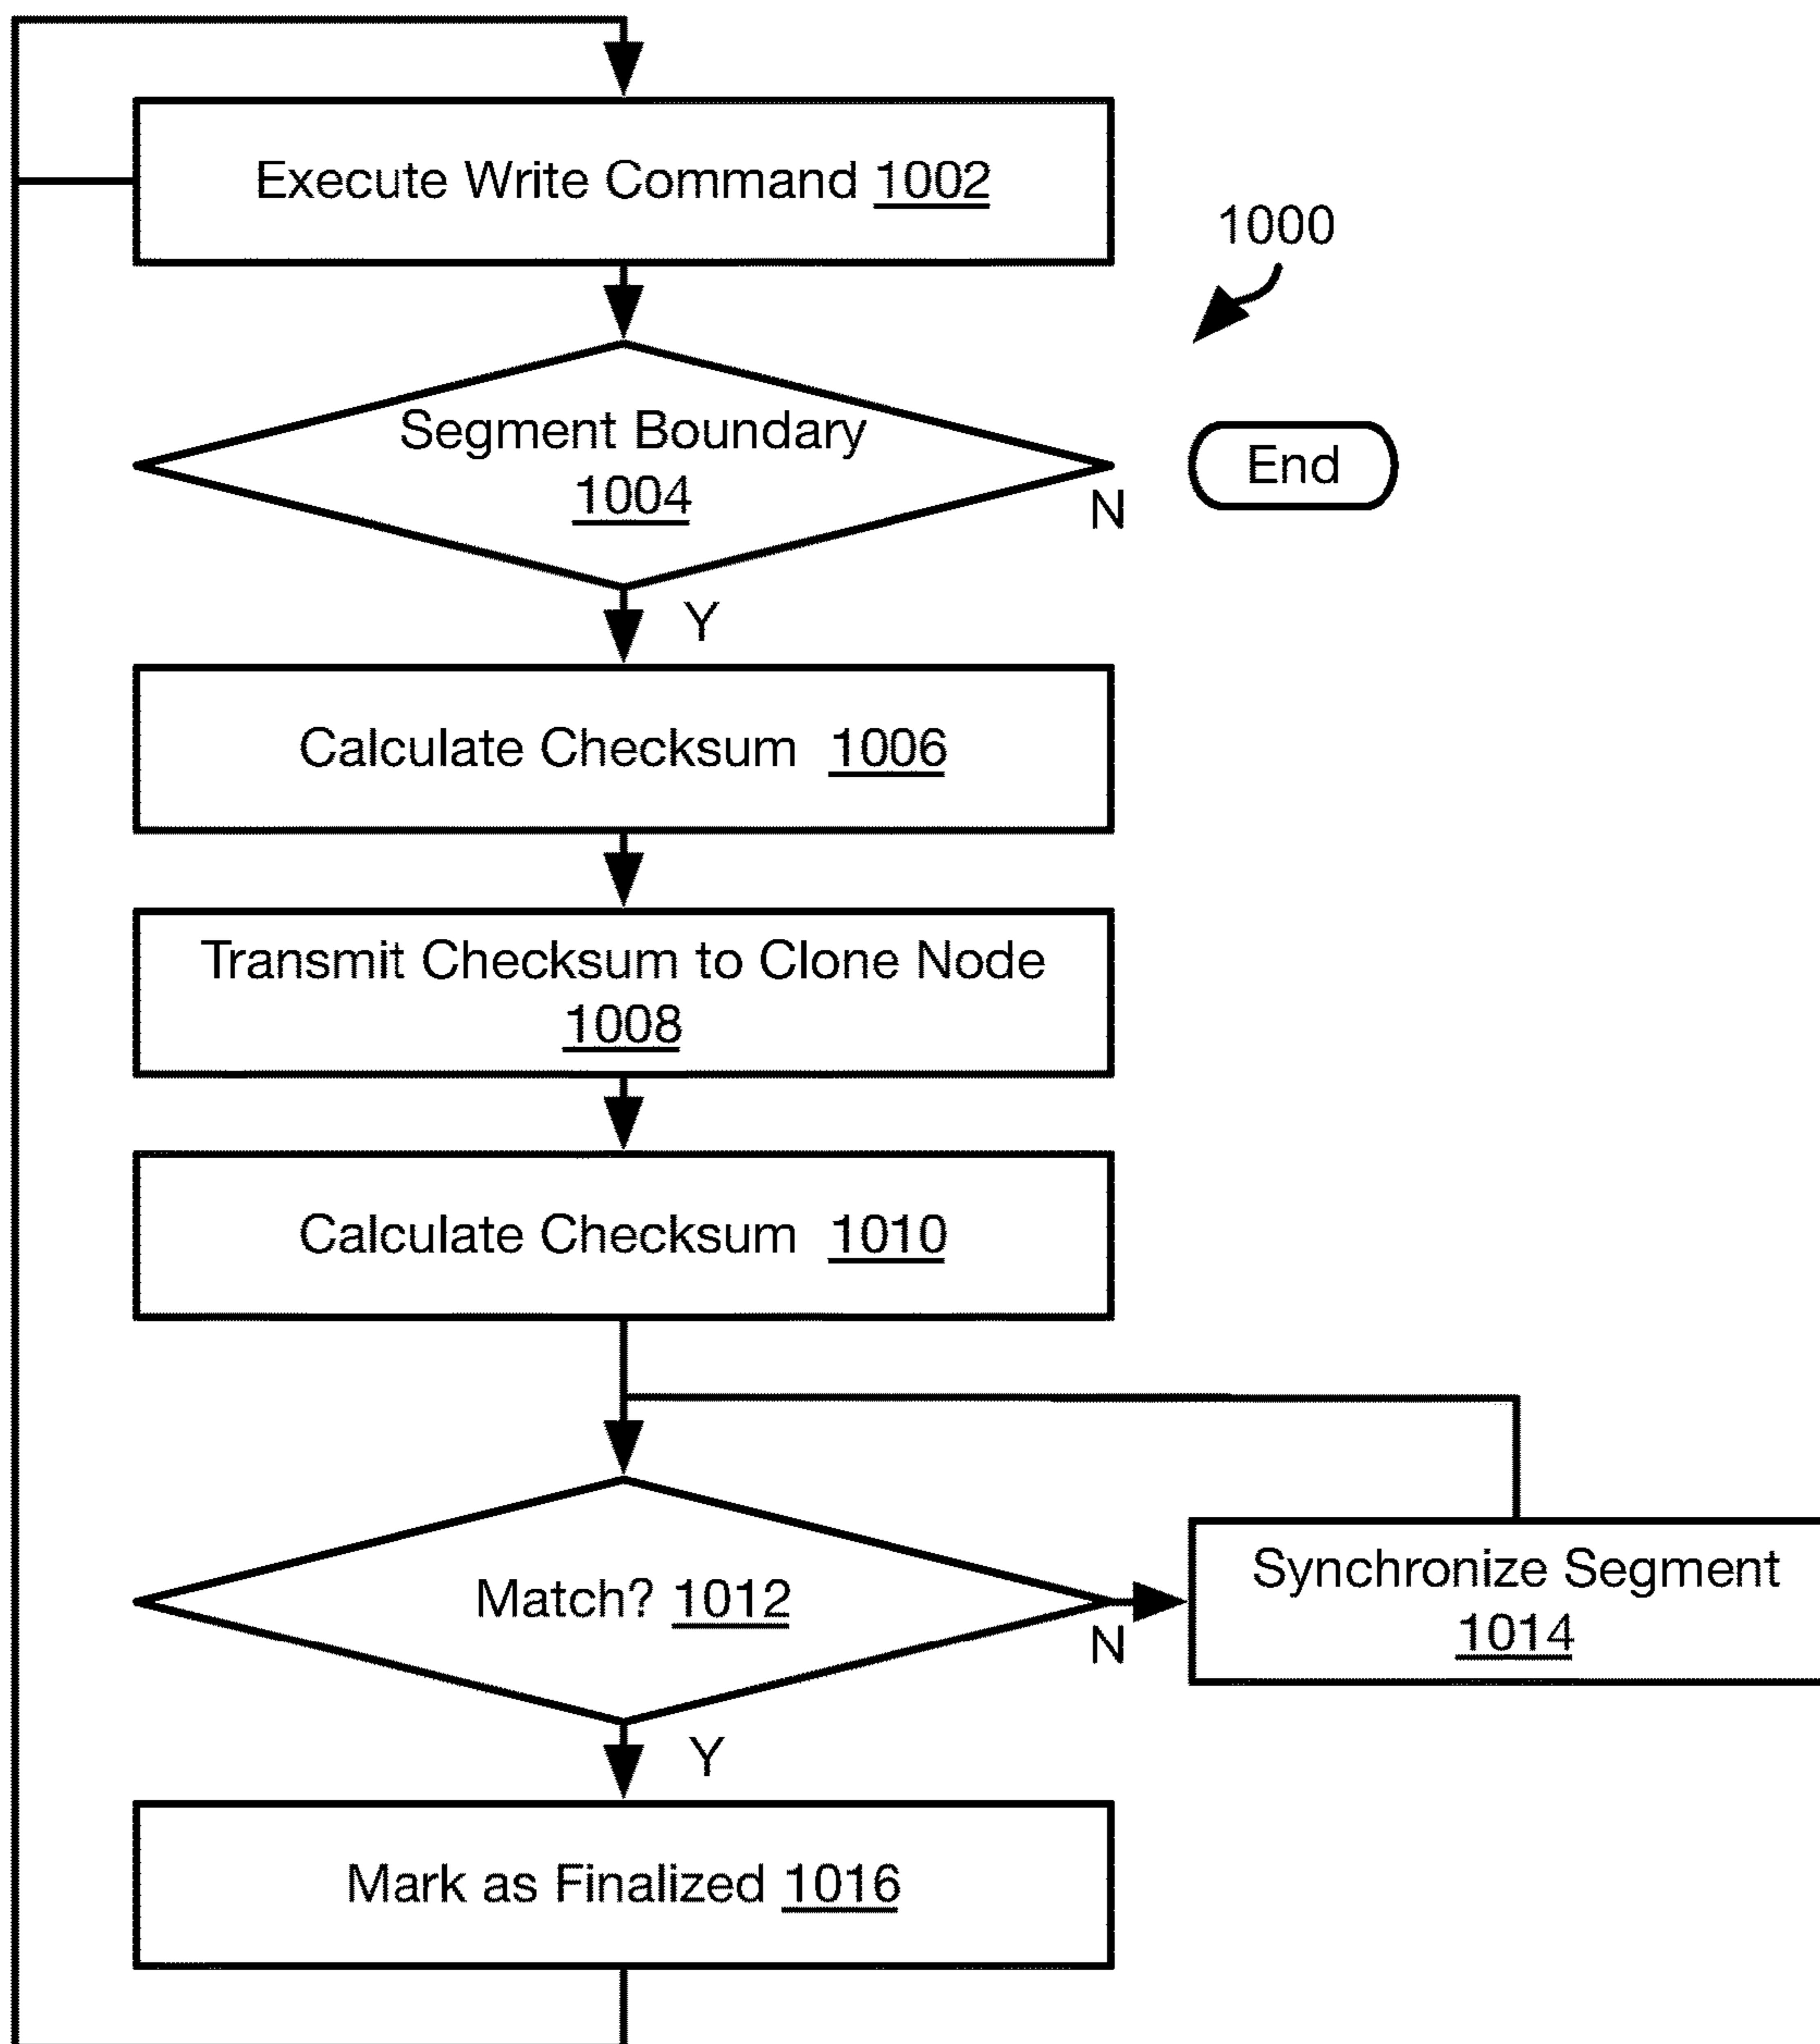 Execute Write Command 1002
1000
Segment Boundary
1004
N
End
Y
Calculate Checksum 1006
Transmit Checksum to Clone Node
1008
Calculate Checksum 1010
Match? 1012
N
Synchronize Segment
1014
Y
Mark as Finalized 1016